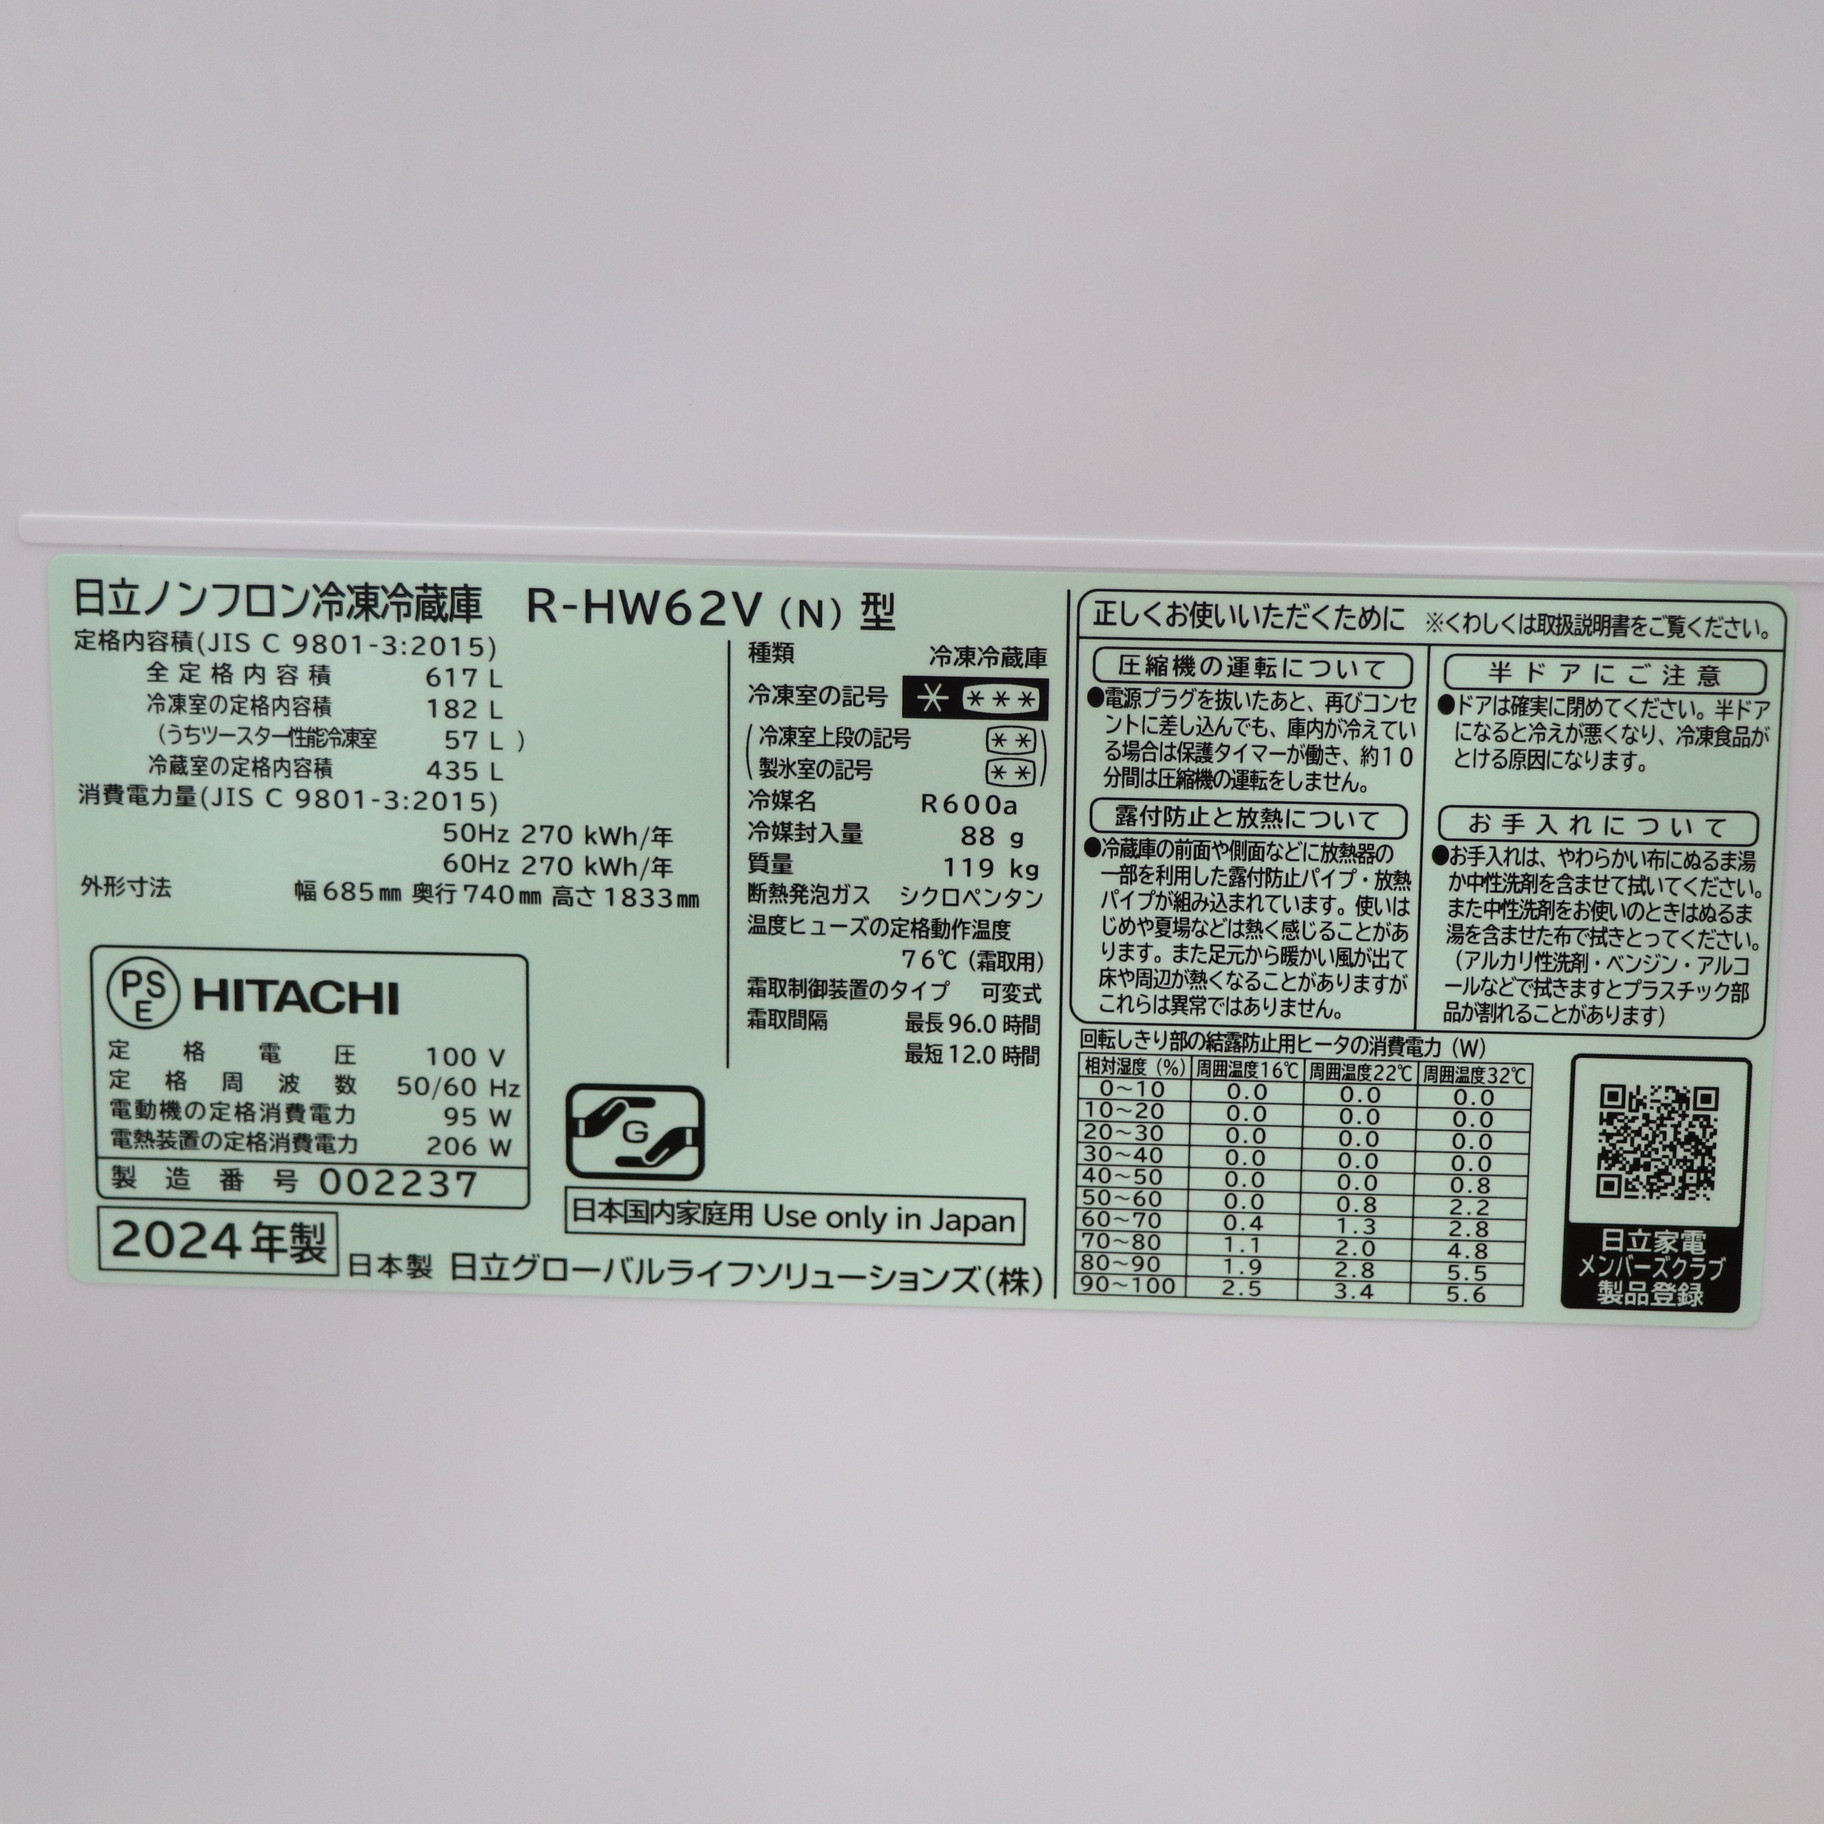 日立ノンフロン冷凍冷蔵庫 R-HW62V (N) 型
定格内容積(JIS C 9801-3:2015)
全定格内容積 617 L
冷凍室の定格内容積 182 L
(うちツースター性能冷凍室 57 L )
冷蔵室の定格内容積 435 L
消費電力量(JIS C 9801-3:2015)
50Hz 270 kWh/年
60Hz 270 kWh/年
外形寸法 幅 685㎜ 奥行 740㎜ 高さ 1833㎜
PS
E
HITACHI
定格電圧 100 V
定格周波数 50/60 Hz
電動機の定格消費電力 95 W
電熱装置の定格消費電力 206 W
製造番号 002237
2024年製
日本製 日立グローバルライフソリューションズ(株)
種類 冷凍冷蔵庫
冷凍室の記号 * ***
冷凍室上段の記号 **
製氷室の記号 **
冷媒名 R600a
冷媒封入量 88 g
質量 119 kg
断熱発泡ガス シクロペンタン
温度ヒューズの定格動作温度
76℃ (霜取用)
霜取制御装置のタイプ 可変式
霜取間隔 最長 96.0 時間
最短 12.0 時間
G
日本国内家庭用 Use only in Japan
正しくお使いいただくために ※くわしくは取扱説明書をご覧ください。
圧縮機の運転について
●電源プラグを抜いたあと、再びコンセ
ントに差し込んでも、庫内が冷えてい
る場合は保護タイマーが働き、約10
分間は圧縮機の運転をしません。
露付防止と放熱について
●冷蔵庫の前面や側面などに放熱器の
一部を利用した露付防止パイプ・放熱
パイプが組み込まれています。使いは
じめや夏場などは熱く感じることがあ
ります。また足元から暖かい風が出て
床や周辺が熱くなることがありますが
これらは異常ではありません。
半ドアにご注意
●ドアは確実に閉めてください。半ドア
になると冷えが悪くなり、冷凍食品が
とける原因になります。
お手入れについて
●お手入れは、やわらかい布にぬるま湯
か中性洗剤を含ませて拭いてください。
また中性洗剤をお使いのときはぬるま
湯を含ませた布で拭きとってください。
(アルカリ性洗剤・ベンジン・アルコ
ールなどで拭きますとプラスチック部
品が割れることがあります)
回転しきり部の結露防止用ヒータの消費電力 (W)
相対湿度 (%) 周囲温度16℃ 周囲温度22℃ 周囲温度32℃
0～10 0.0 0.0 0.0
10～20 0.0 0.0 0.0
20～30 0.0 0.0 0.0
30～40 0.0 0.0 0.0
40～50 0.0 0.0 0.8
50～60 0.0 0.8 2.2
60～70 0.4 1.3 2.8
70～80 1.1 2.0 4.8
80～90 1.9 2.8 5.5
90～100 2.5 3.4 5.6
日立家電
メンバーズクラブ
製品登録